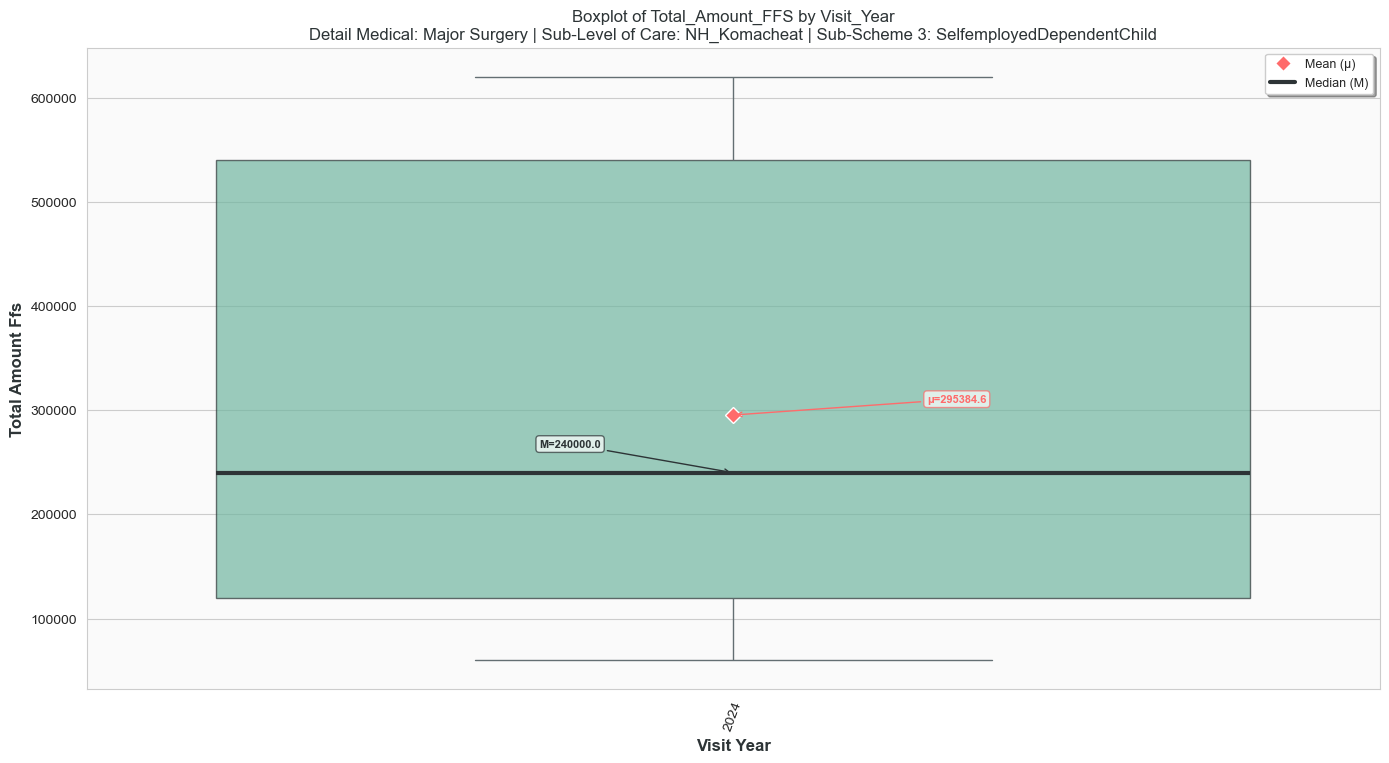 Boxplot of Total_Amount_FFS by Visit_Year
Detail Medical: Major Surgery | Sub-Level of Care: NH_Komacheat | Sub-Scheme 3: SelfemployedDependentChild
Mean (μ)
Median (M)
600000
500000
400000
300000
200000
100000
Total Amount Ffs
μ=295384.6
M=240000.0
2024
Visit Year